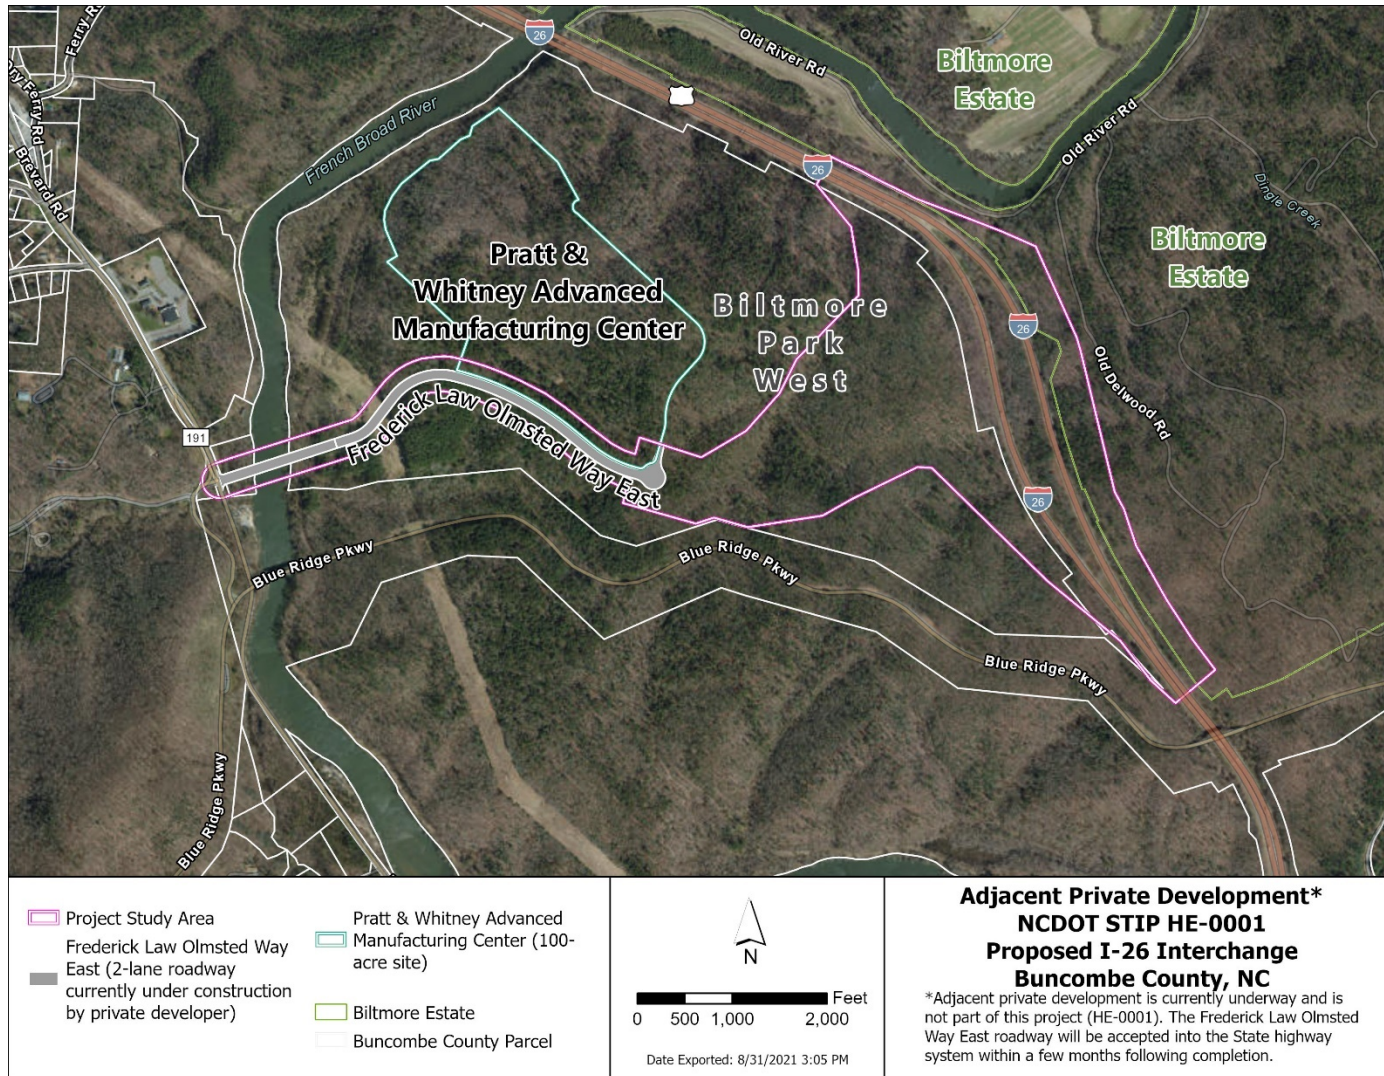 26
Old River Rd
Biltmore
Estate
Ferry Rd
ory Ferry Rd
Brevard Rd
French Broad River
Old River Rd
26
Dingle Creek
Pratt &
Whitney Advanced
Manufacturing Center
Biltmore
Park
West
Biltmore
Estate
26
Old Delwood Rd
191
Frederick Law Olmsted Way East
26
Blue Ridge Pkwy
Blue Ridge Pkwy
Blue Ridge Pkwy
Blue Ridge Pkwy
Project Study Area
Frederick Law Olmsted Way
East (2-lane roadway
currently under construction
by private developer)
Pratt & Whitney Advanced
Manufacturing Center (100-
acre site)
Biltmore Estate
Buncombe County Parcel
N
Feet
0 500 1,000 2,000
Date Exported: 8/31/2021 3:05 PM
Adjacent Private Development*
NCDOT STIP HE-0001
Proposed I-26 Interchange
Buncombe County, NC
*Adjacent private development is currently underway and is
not part of this project (HE-0001). The Frederick Law Olmsted
Way East roadway will be accepted into the State highway
system within a few months following completion.